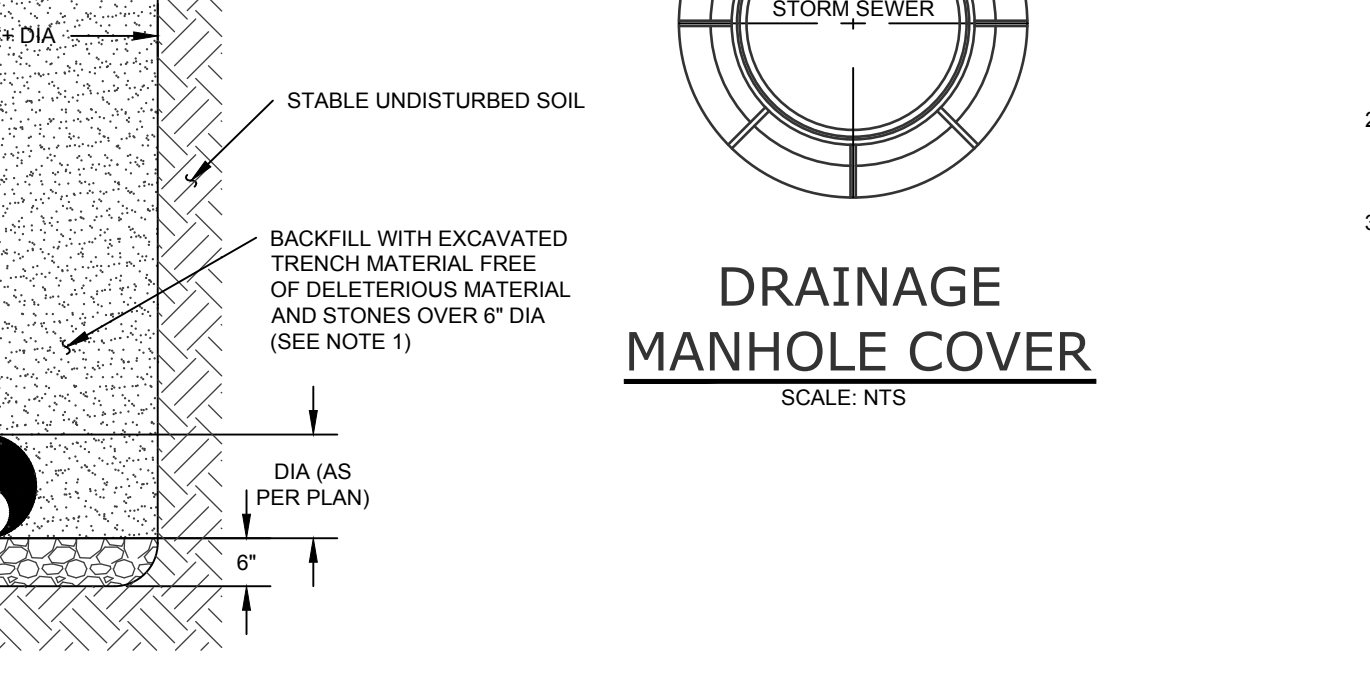 + DIA
STABLE UNDISTURBED SOIL
BACKFILL WITH EXCAVATED
TRENCH MATERIAL FREE
OF DELETERIOUS MATERIAL
AND STONES OVER 6" DIA
(SEE NOTE 1)
DIA (AS
PER PLAN)
6"
STORM SEWER
DRAINAGE
MANHOLE COVER
SCALE: NTS